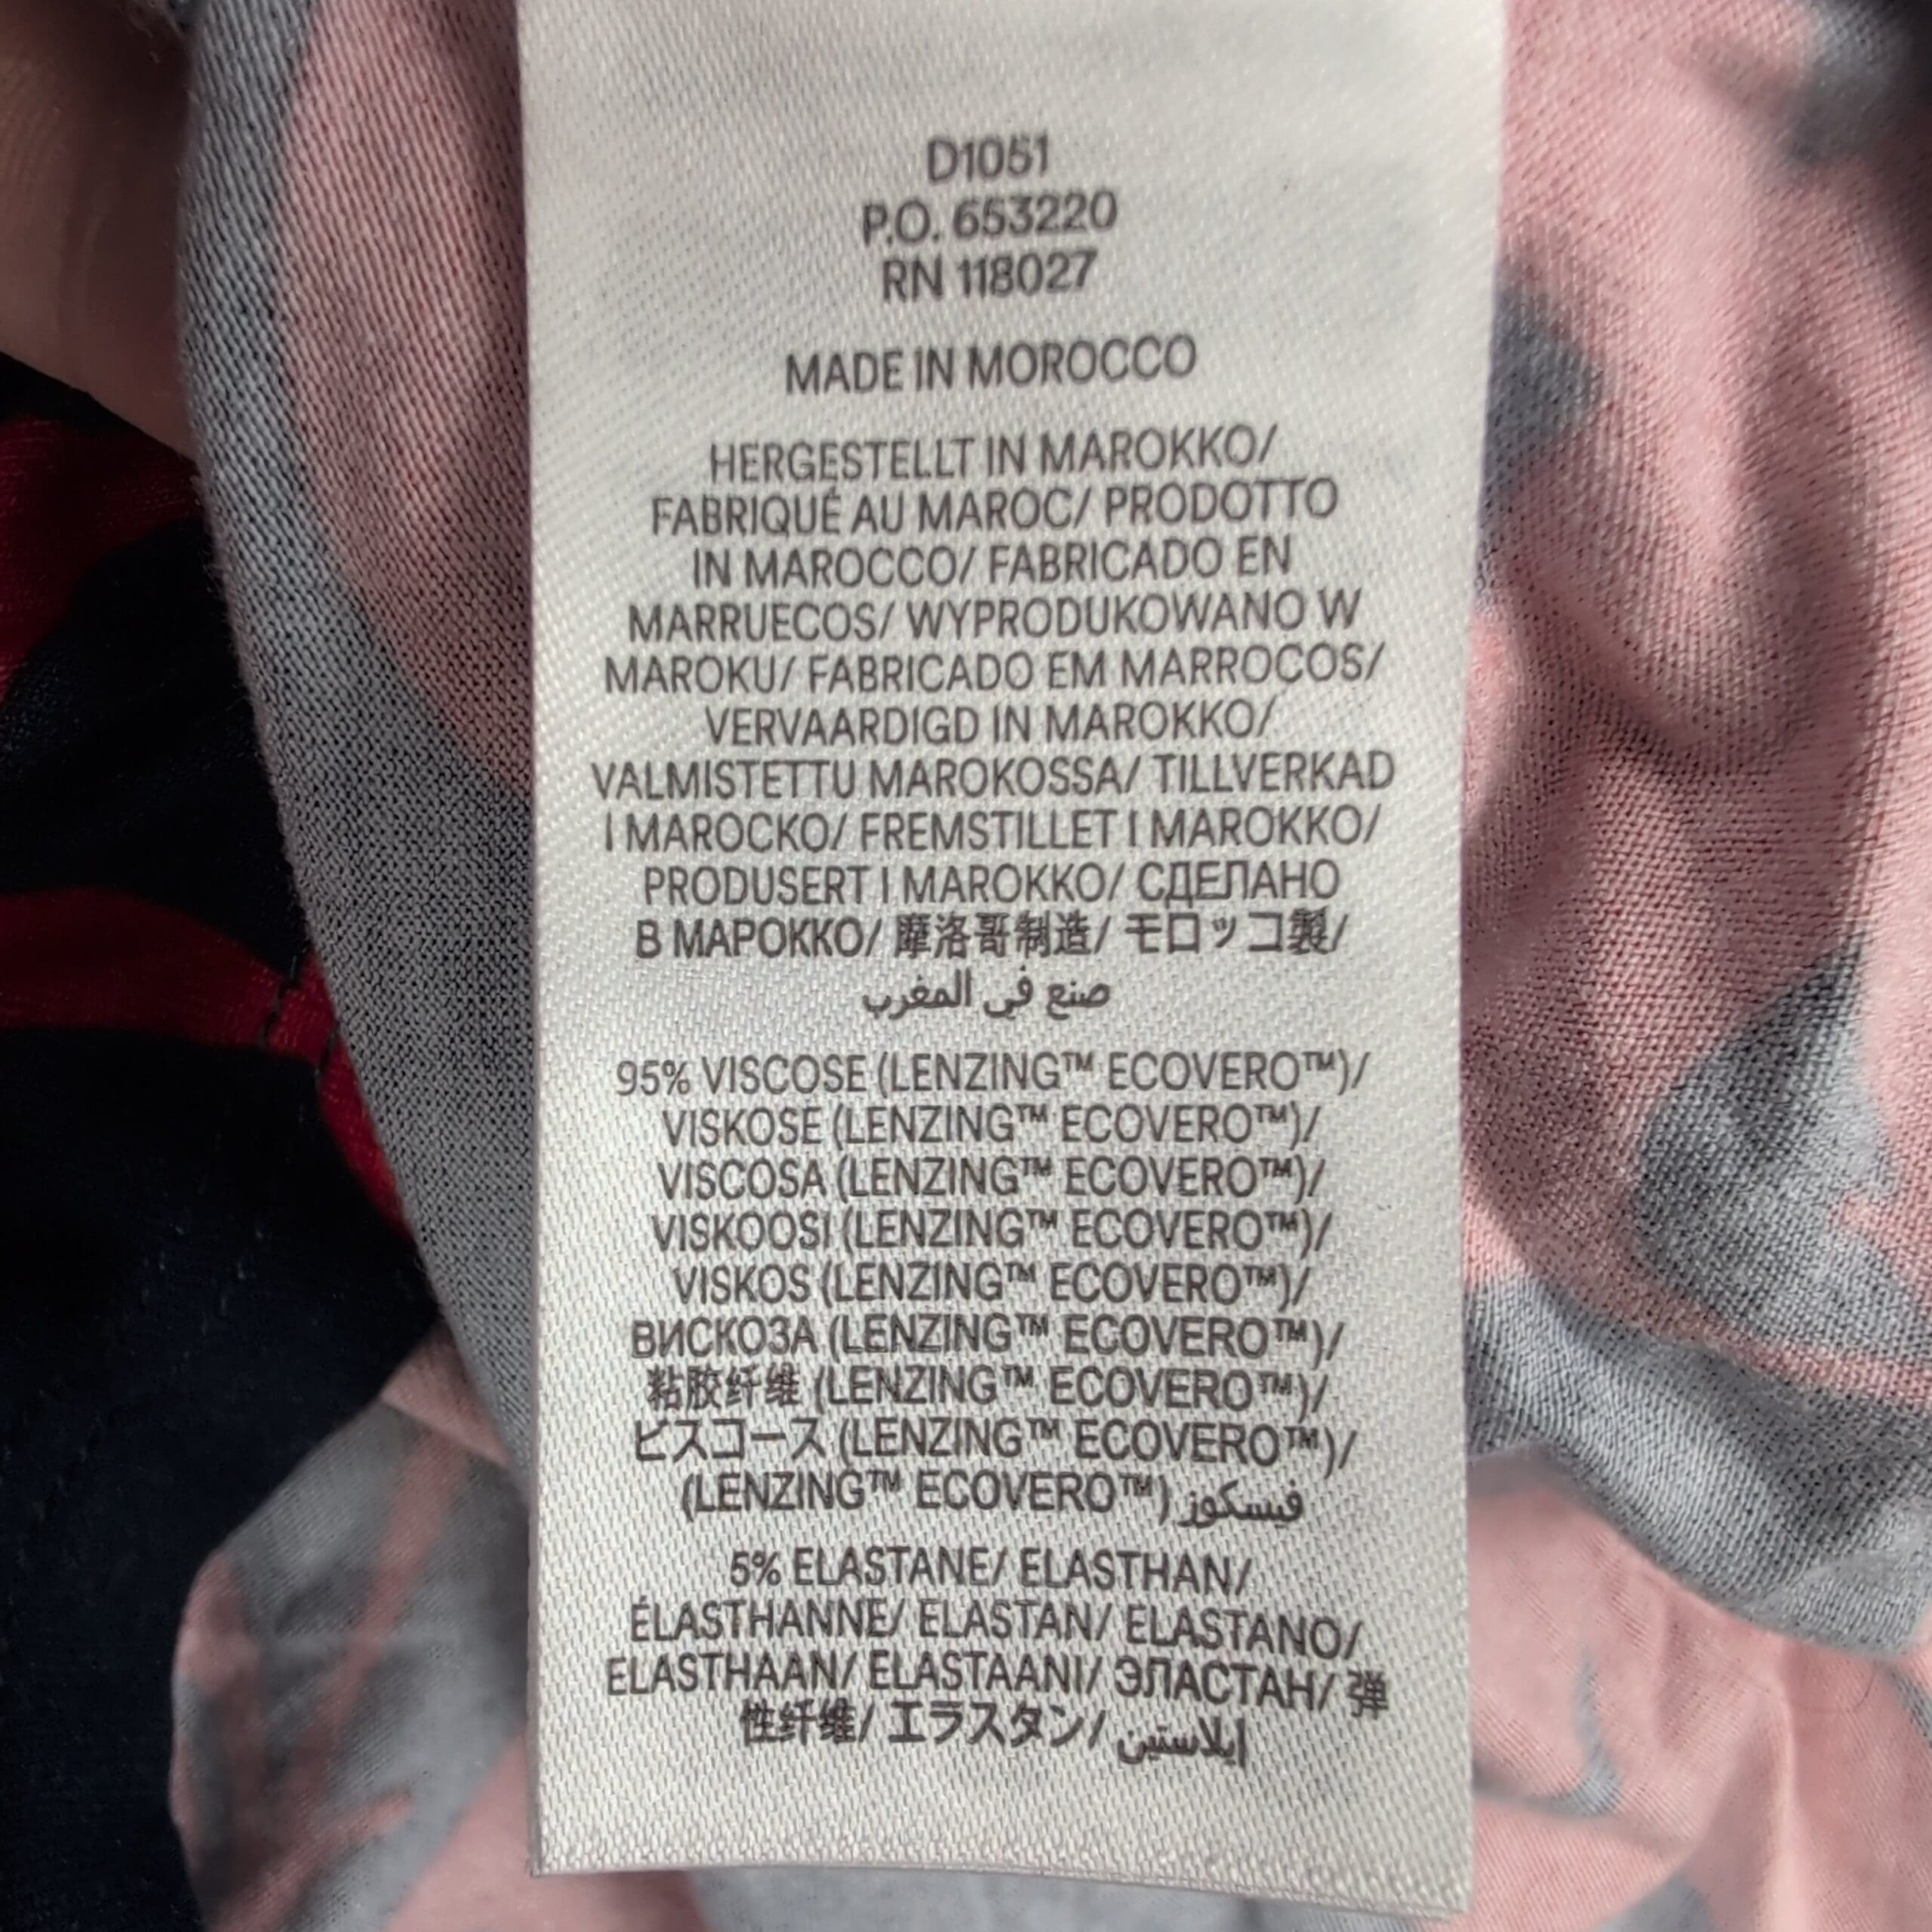 D1051
P.O. 653220
RN 118027
MADE IN MOROCCO
HERGESTELLT IN MAROKKO/
FABRIQUÉ AU MAROC/ PRODOTTO
IN MAROCCO/ FABRICADO EN
MARRUECOS/ WYPRODUKOWANO W
MAROKU/ FABRICADO EM MARROCOS/
VERVAARDIGD IN MAROKKO/
VALMISTETTU MAROKOSSA/ TILLVERKAD
I MAROCKO/ FREMSTILLET I MAROKKO/
PRODUSERT I MAROKKO/ СДЕЛАНО
В МАРОККО/ 摩洛哥制造/ モロッコ製/
صنع في المغرب
95% VISCOSE (LENZING™ ECOVERO™)/
VISKOSE (LENZING™ ECOVERO™)/
VISCOSA (LENZING™ ECOVERO™)/
VISKOOSI (LENZING™ ECOVERO™)/
VISKOS (LENZING™ ECOVERO™)/
ВИСКОЗА (LENZING™ ECOVERO™)/
粘胶纤维 (LENZING™ ECOVERO™)/
ビスコース (LENZING™ ECOVERO™)/
(LENZING™ ECOVERO™) فيسكوز
5% ELASTANE/ ELASTHAN/
ÉLASTHANNE/ ELASTAN/ ELASTANO/
ELASTHAAN/ ELASTAANI/ ЭЛАСТАН/ 弹
性纤维/ エラスタン/ إيلاستين